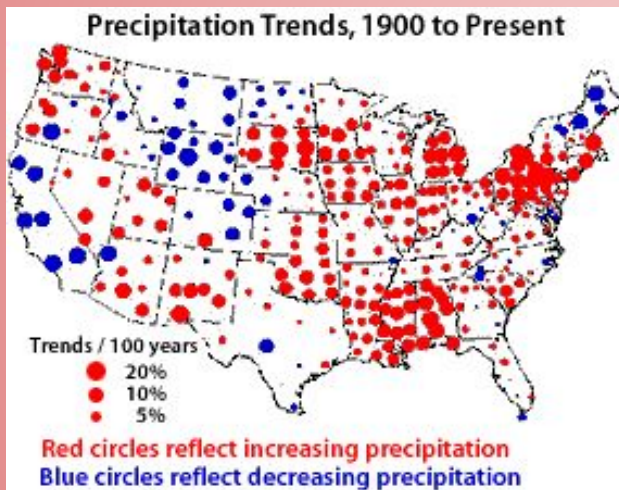 Precipitation Trends, 1900 to Present
Trends / 100 years
20%
10%
5%
Red circles reflect increasing precipitation
Blue circles reflect decreasing precipitation